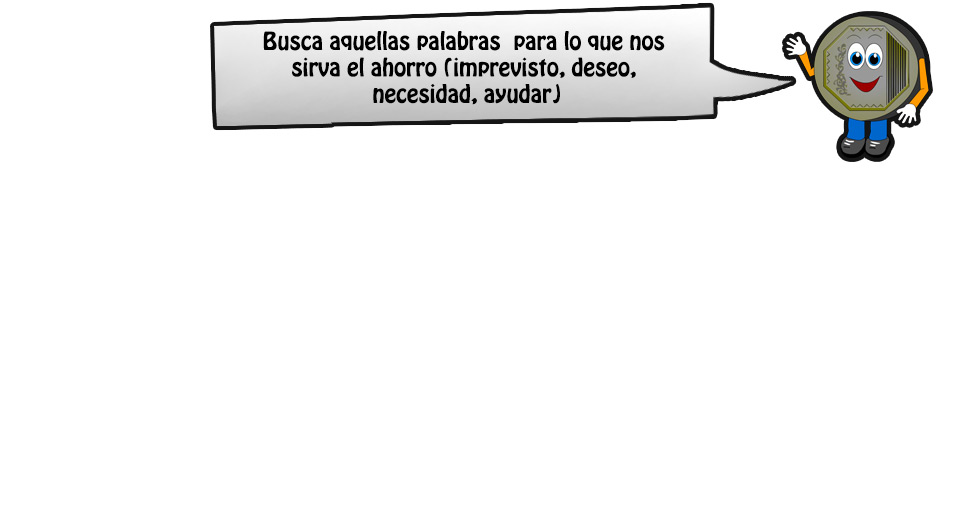 Busca aquellas palabras  para lo que nos
sirva el ahorro (imprevisto, deseo,
necesidad, ayudar)